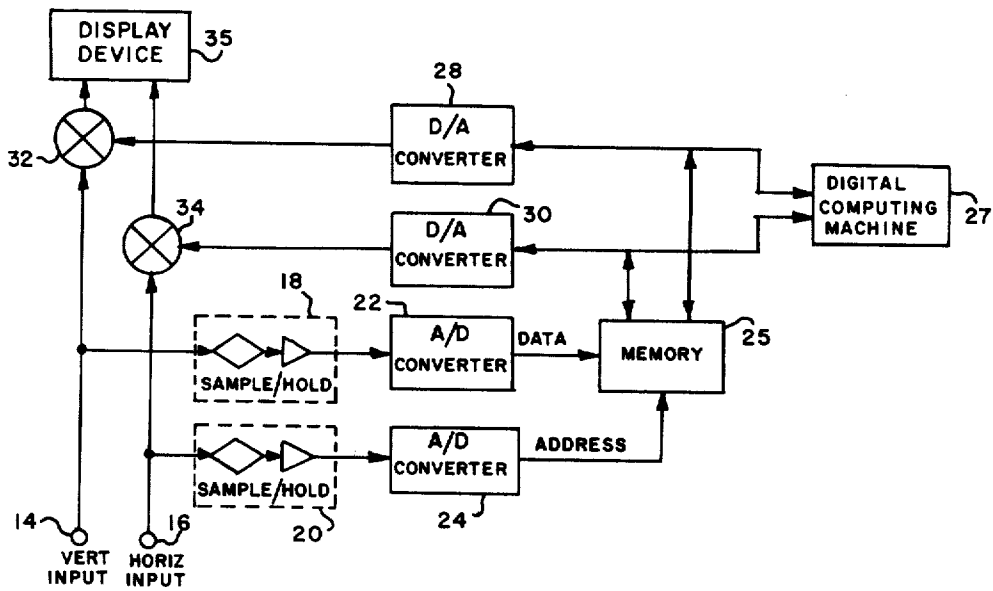 DISPLAY
DEVICE
35
28
D/A
CONVERTER
32
DIGITAL
COMPUTING
MACHINE
27
34
30
D/A
CONVERTER
18
22
A/D
CONVERTER
DATA
MEMORY
25
SAMPLE/HOLD
A/D
CONVERTER
ADDRESS
SAMPLE/HOLD
20
24
14
16
VERT
INPUT
HORIZ
INPUT